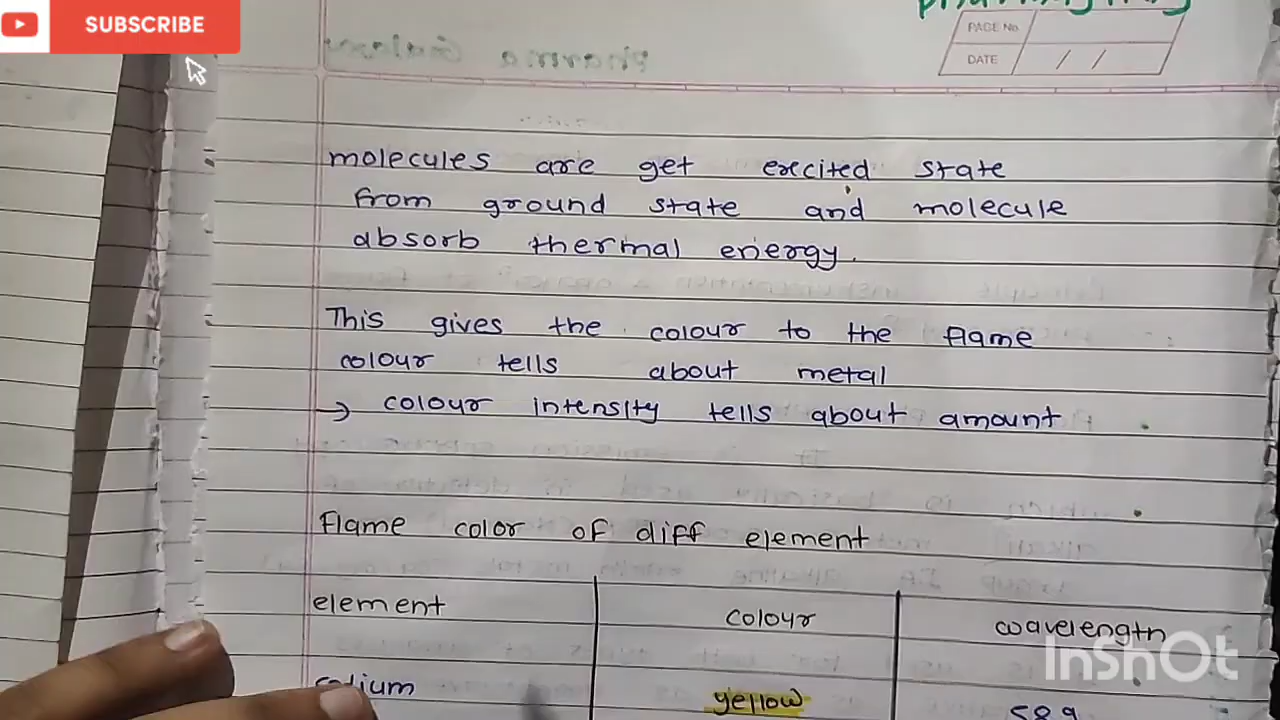 SUBSCRIBE
PAGE No.
DATE / /
molecules are get excited state
from ground state and molecule
absorb thermal energy.
This gives the colour to the flame
colour tells about metal
→ colour intensity tells about amount
Flame color of diff element
element colour wavelength
yellow 589
InShOt